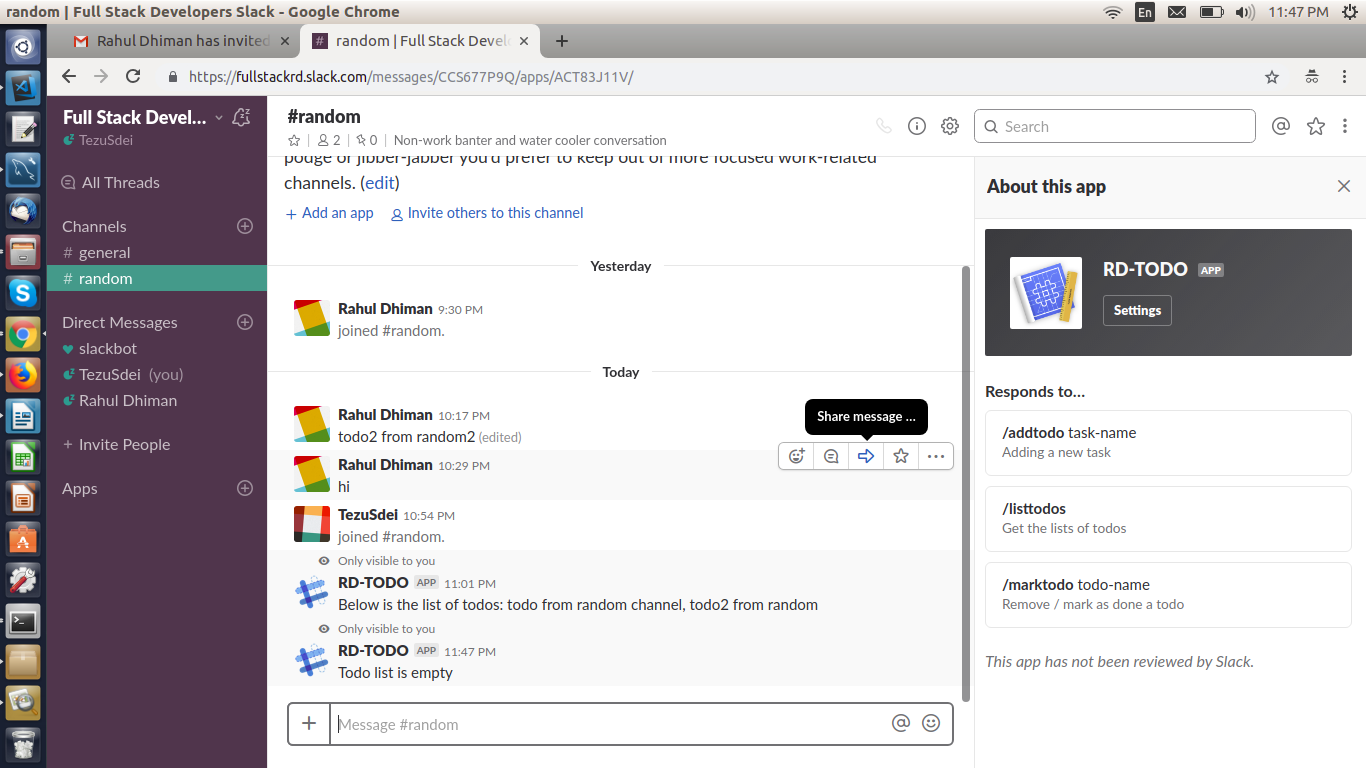 random | Full Stack Developers Slack - Google Chrome
En
11:47 PM
Rahul Dhiman has invited
# random | Full Stack Devel
https://fullstackrd.slack.com/messages/CCS677P9Q/apps/ACT83J11V/
Full Stack Devel...
TezuSdei
All Threads
Channels
# general
# random
Direct Messages
slackbot
TezuSdei (you)
Rahul Dhiman
+ Invite People
Apps
#random
2
0
Non-work banter and water cooler conversation
Search
podge of jibber-jabber you'd prefer to keep out of more focused work-related
channels. (edit)
+ Add an app
Invite others to this channel
Yesterday
Rahul Dhiman 9:30 PM
joined #random.
Today
Rahul Dhiman 10:17 PM
todo2 from random2 (edited)
Share message ...
Rahul Dhiman 10:29 PM
hi
TezuSdei 10:54 PM
joined #random.
Only visible to you
RD-TODO APP 11:01 PM
Below is the list of todos: todo from random channel, todo2 from random
Only visible to you
RD-TODO APP 11:47 PM
Todo list is empty
Message #random
About this app
RD-TODO APP
Settings
Responds to...
/addtodo task-name
Adding a new task
/listtodos
Get the lists of todos
/marktodo todo-name
Remove / mark as done a todo
This app has not been reviewed by Slack.